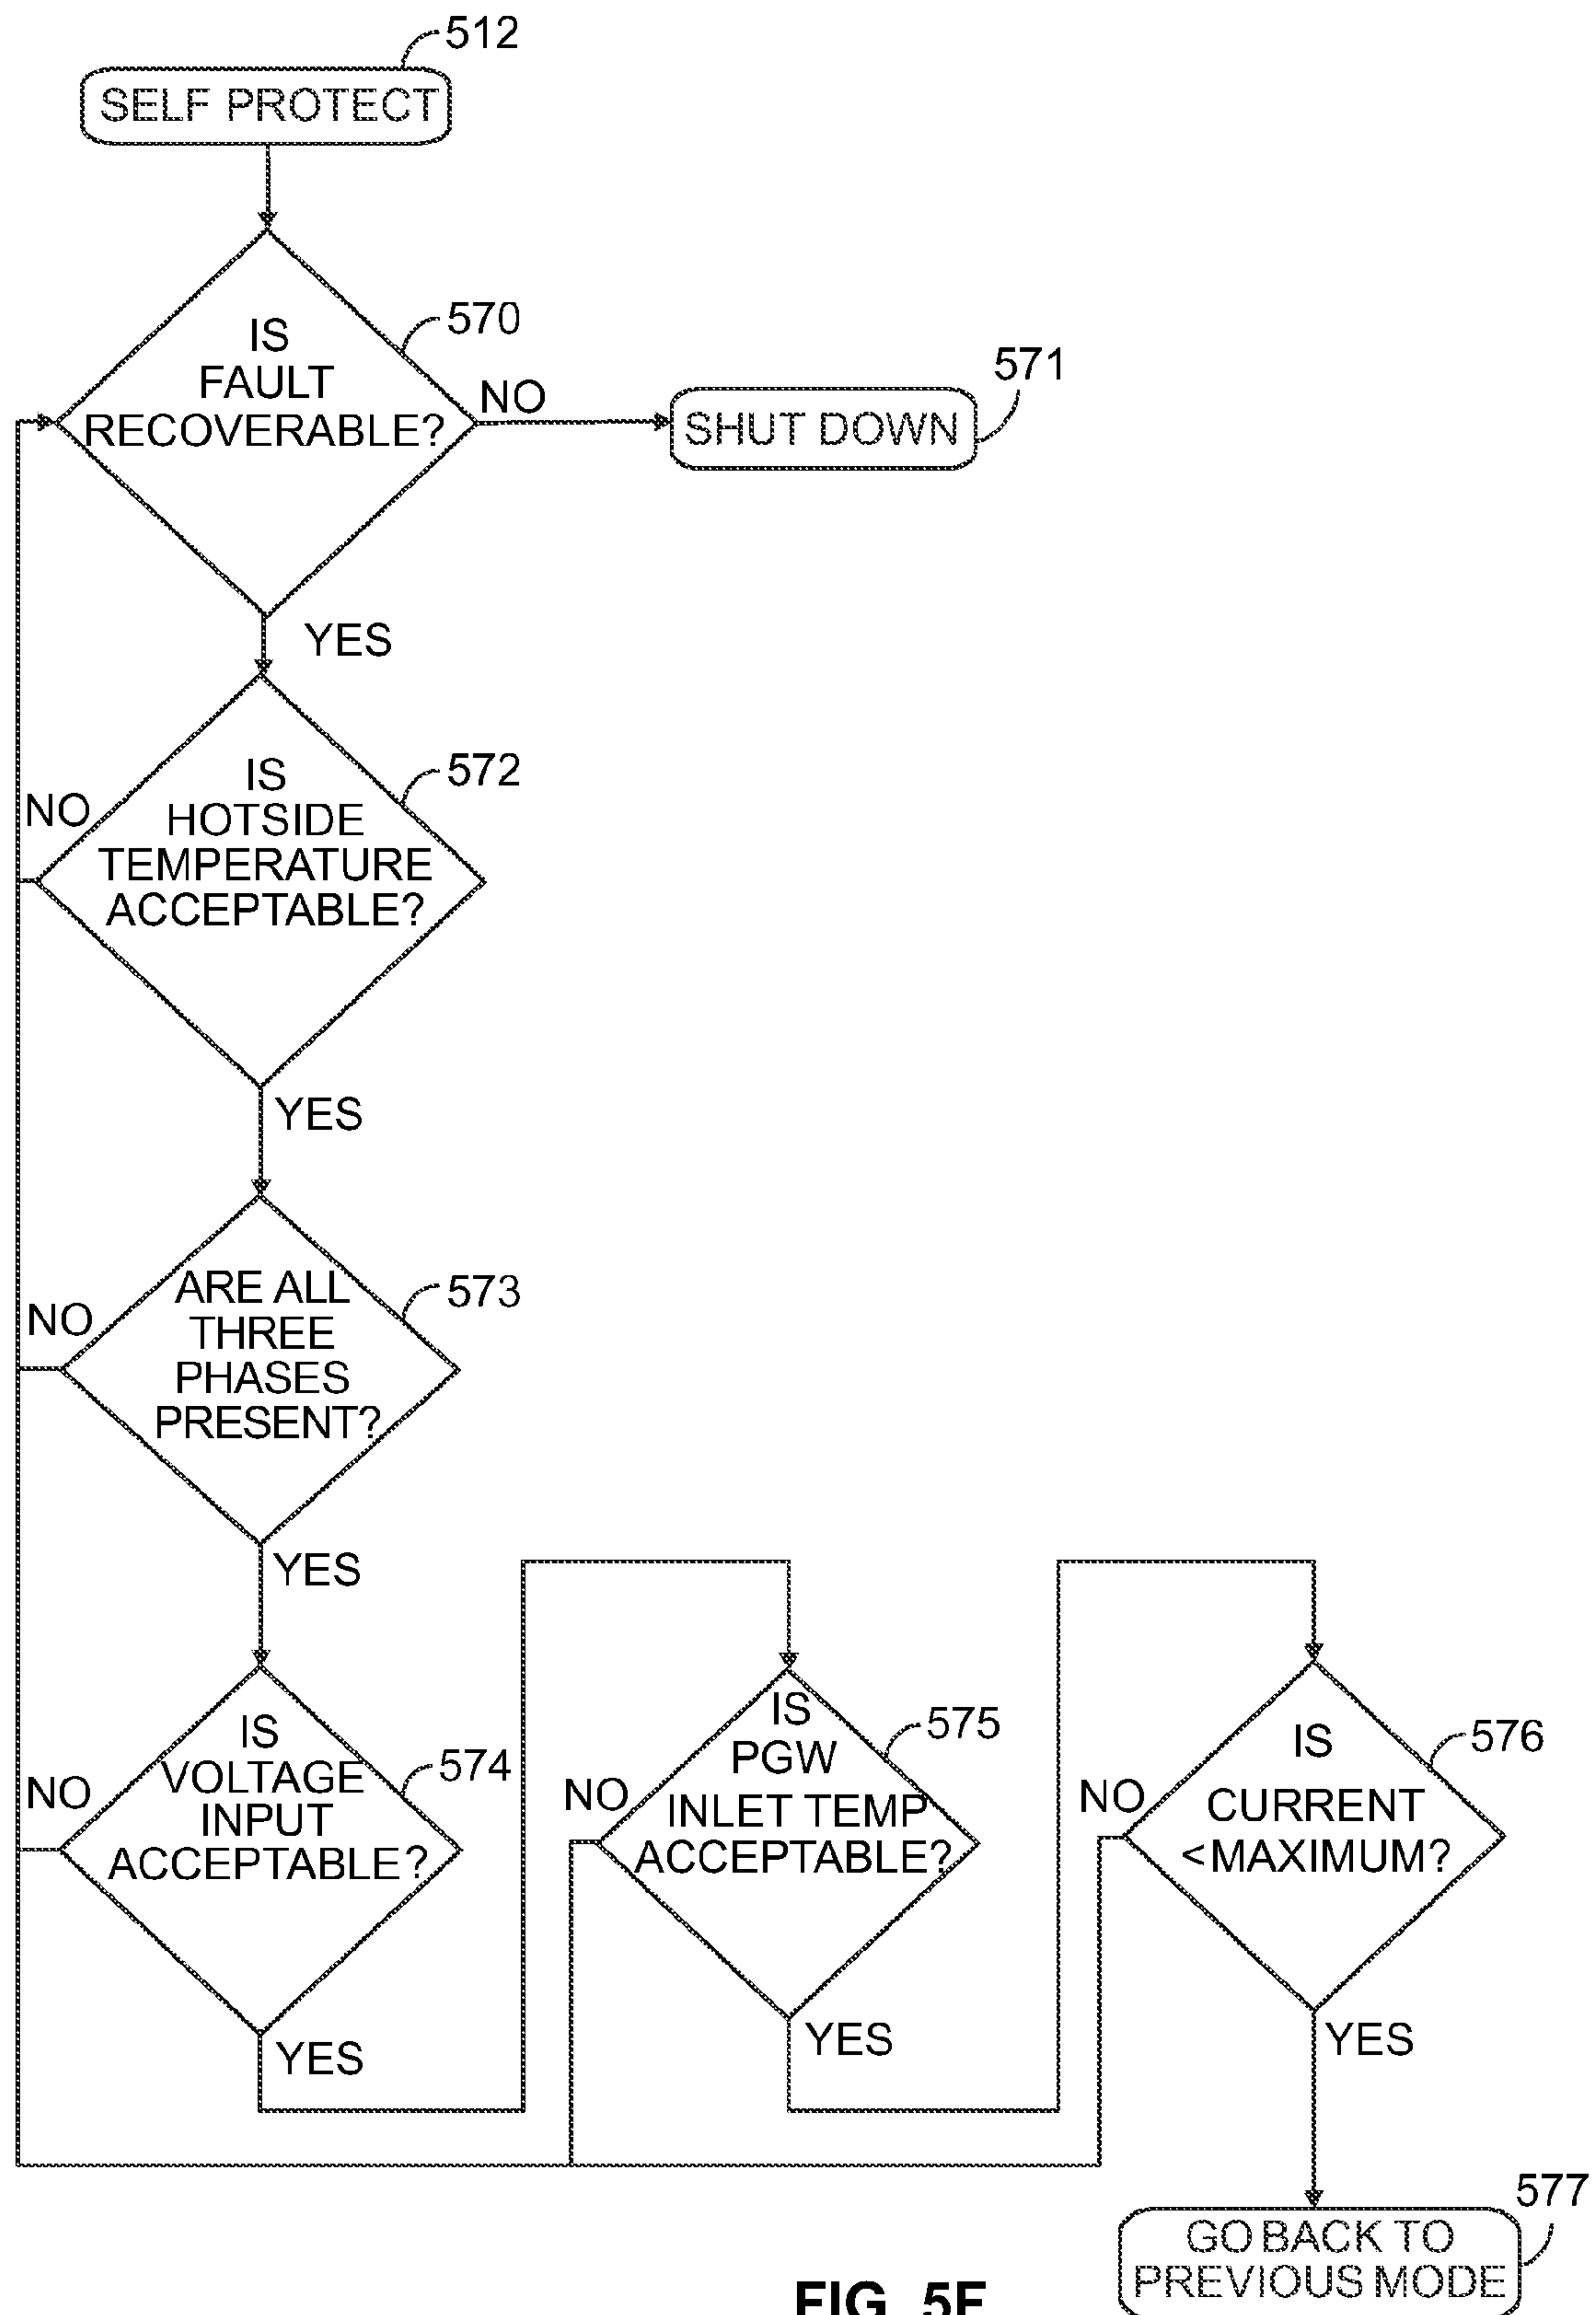 512
SELF PROTECT
570
IS
FAULT
RECOVERABLE?
NO
571
SHUT DOWN
YES
572
IS
HOTSIDE
TEMPERATURE
ACCEPTABLE?
NO
YES
573
ARE ALL
THREE
PHASES
PRESENT?
NO
YES
574
IS
VOLTAGE
INPUT
ACCEPTABLE?
NO
YES
575
IS
PGW
INLET TEMP
ACCEPTABLE?
NO
YES
576
IS
CURRENT
<MAXIMUM?
NO
YES
577
GO BACK TO
PREVIOUS MODE